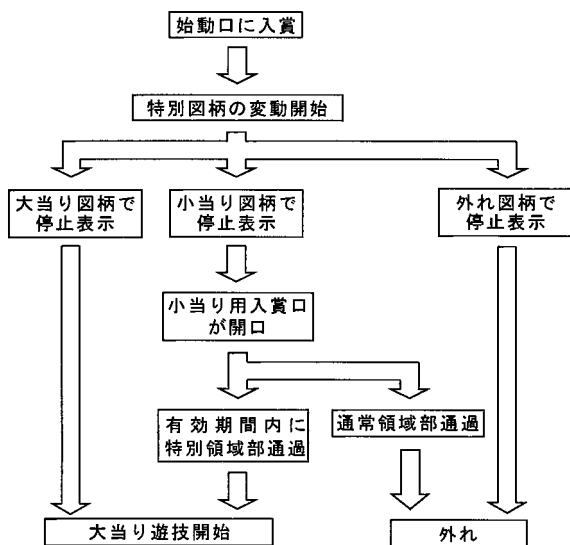 始動口に入賞
特別図柄の変動開始
大当り図柄で
停止表示
小当り図柄で
停止表示
外れ図柄で
停止表示
小当り用入賞口
が開口
有効期間内に
特別領域部通過
通常領域部通過
大当り遊技開始
外れ